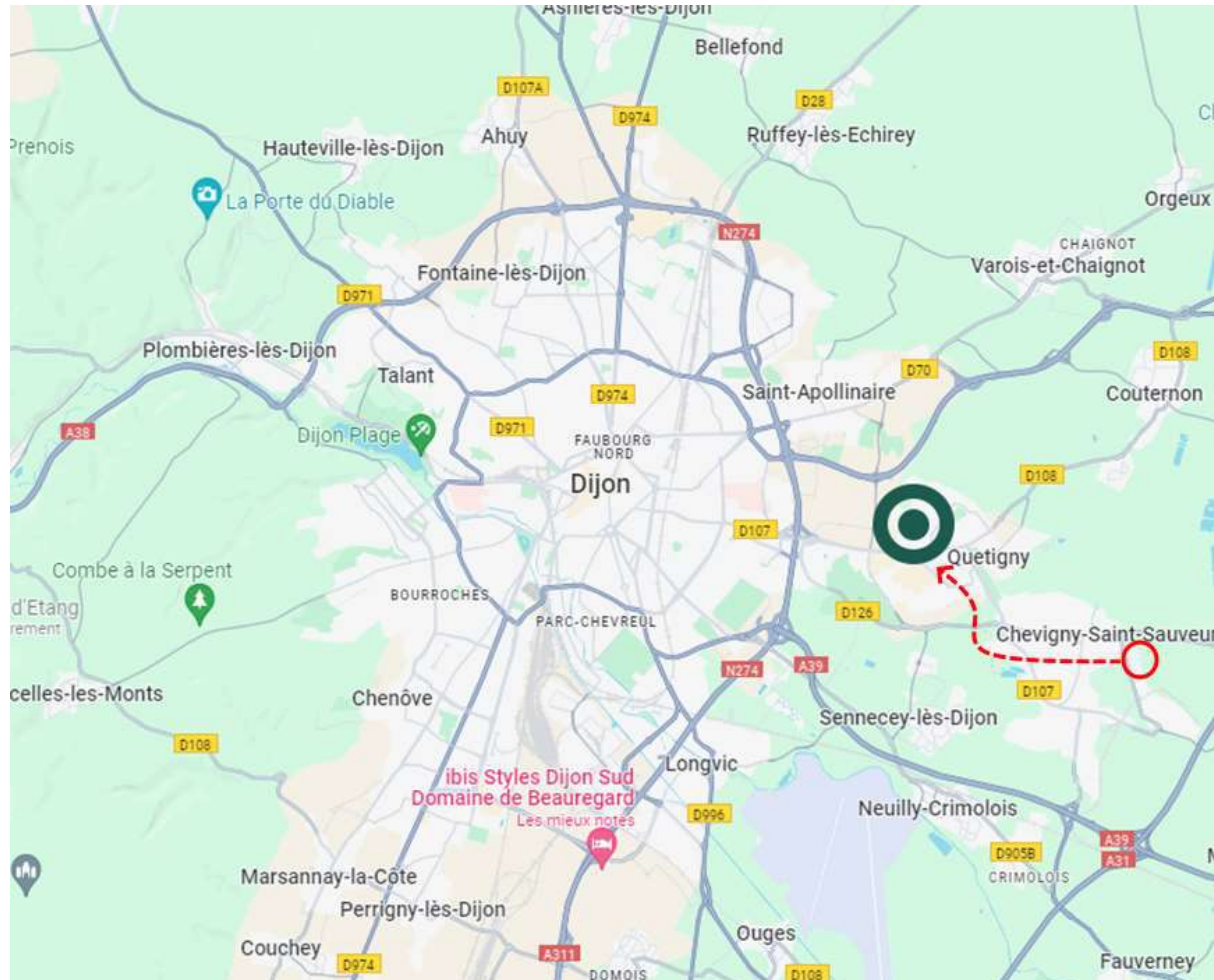 Asnières-lès-Dijon
Bellefond
D107A
D28
D974
Ahuy
Ruffey-lès-Echirey
Prenois
Hauteville-lès-Dijon
La Porte du Diable
Orgeux
N274
CHAIGNOT
Varois-et-Chaignot
Fontaine-lès-Dijon
D971
Plombières-lès-Dijon
D108
Talant
D70
Saint-Apollinaire
Couternon
D974
A38
Dijon Plage
D971
FAUBOURG
NORD
Dijon
D108
D107
Quetigny
Combe à la Serpent
d'Etang
rement
BOURROCHES
PARC-CHEVREUL
D126
Chevigny-Saint-Sauveur
N274
A39
D107
celles-les-Monts
Chenôve
Sennecey-lès-Dijon
D108
Longvic
ibis Styles Dijon Sud
Domaine de Beauregard
Les mieux notés
D996
Neuilly-Crimolois
A39
D905B
A31
CRIMOLOIS
Marsannay-la-Côte
Perrigny-lès-Dijon
Couchey
D974
A311
DOMOIS
Ouges
D108
Fauverney